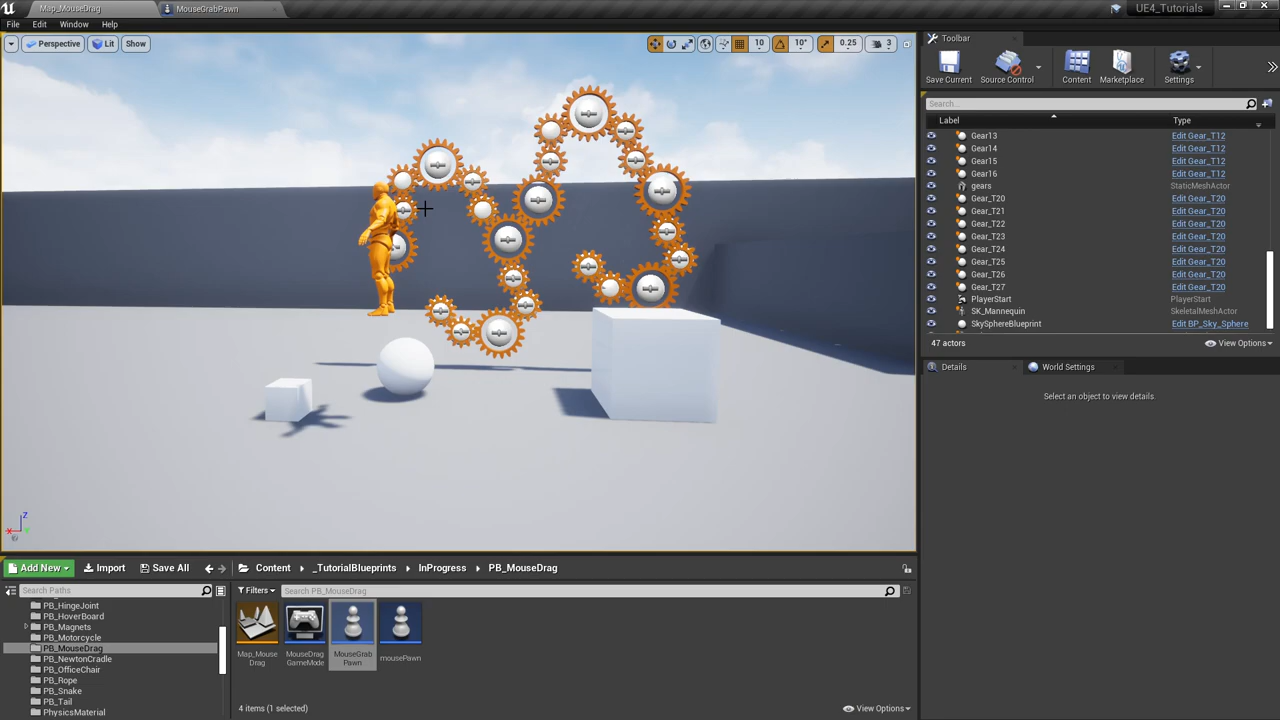 Map_MouseDrag
MouseGrabPawn
UE4_Tutorials
File Edit Window Help
Perspective Lit Show
10 10° 0.25 3
Toolbar
Save Current Source Control Content Marketplace Settings
Search...
Label Type
Gear13 Edit Gear_T12
Gear14 Edit Gear_T12
Gear15 Edit Gear_T12
Gear16 Edit Gear_T12
gears StaticMeshActor
Gear_T20 Edit Gear_T20
Gear_T21 Edit Gear_T20
Gear_T22 Edit Gear_T20
Gear_T23 Edit Gear_T20
Gear_T24 Edit Gear_T20
Gear_T25 Edit Gear_T20
Gear_T26 Edit Gear_T20
Gear_T27 Edit Gear_T20
PlayerStart PlayerStart
SK_Mannequin SkeletalMeshActor
SkySphereBlueprint Edit BP_Sky_Sphere
47 actors View Options
Details World Settings
Select an object to view details.
Z
X
Add New Import Save All Content _TutorialBlueprints InProgress PB_MouseDrag
Search Paths
Filters Search PB_MouseDrag
PB_HingeJoint
PB_HoverBoard
PB_Magnets
PB_Motorcycle
PB_MouseDrag
PB_NewtonCradle
PB_OfficeChair
PB_Rope
PB_Snake
PB_Tail
PhysicsMaterial
Map_Mouse
Drag
MouseDrag
GameMode
MouseGrab
Pawn
mousePawn
4 items (1 selected) View Options